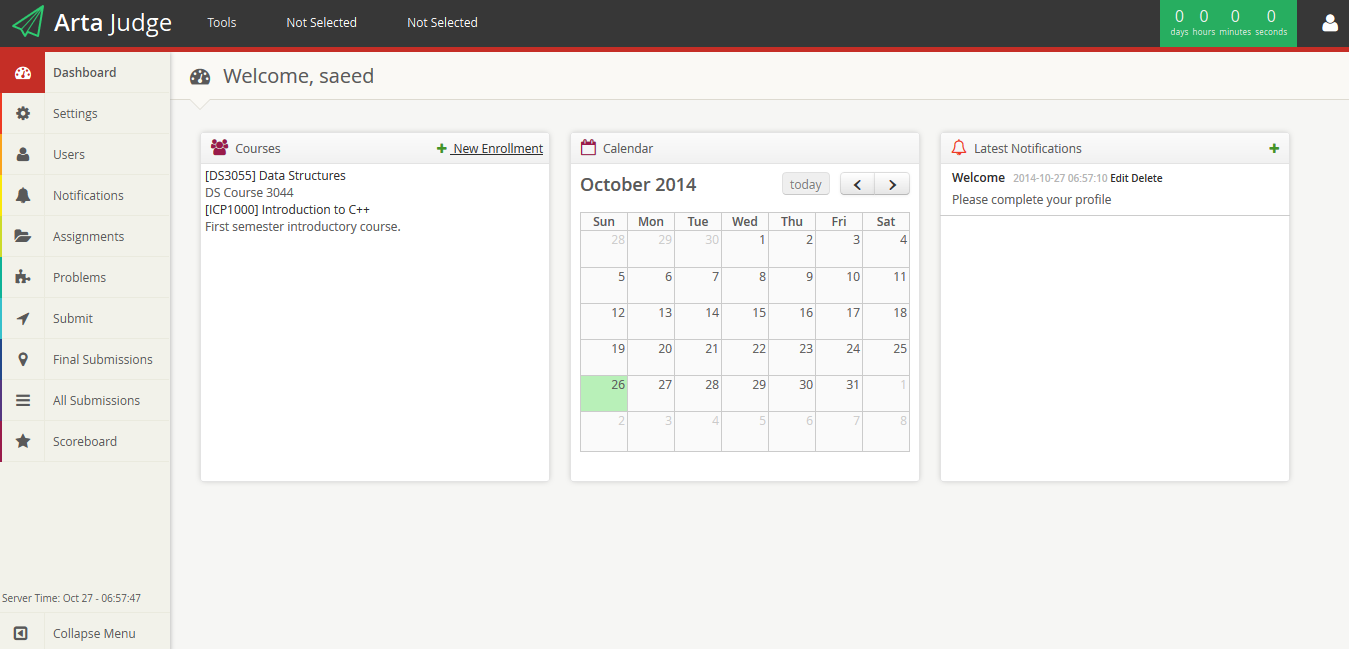 Arta Judge
Tools
Not Selected
Not Selected
0 0 0 0
days hours minutes seconds
Dashboard
Settings
Users
Notifications
Assignments
Problems
Submit
Final Submissions
All Submissions
Scoreboard
Server Time: Oct 27 - 06:57:47
Collapse Menu
Welcome, saeed
Courses
New Enrollment
[DS3055] Data Structures
DS Course 3044
[ICP1000] Introduction to C++
First semester introductory course.
Calendar
October 2014
today
Sun Mon Tue Wed Thu Fri Sat
28 29 30 1 2 3 4
5 6 7 8 9 10 11
12 13 14 15 16 17 18
19 20 21 22 23 24 25
26 27 28 29 30 31 1
2 3 4 5 6 7 8
Latest Notifications
Welcome 2014-10-27 06:57:10 Edit Delete
Please complete your profile